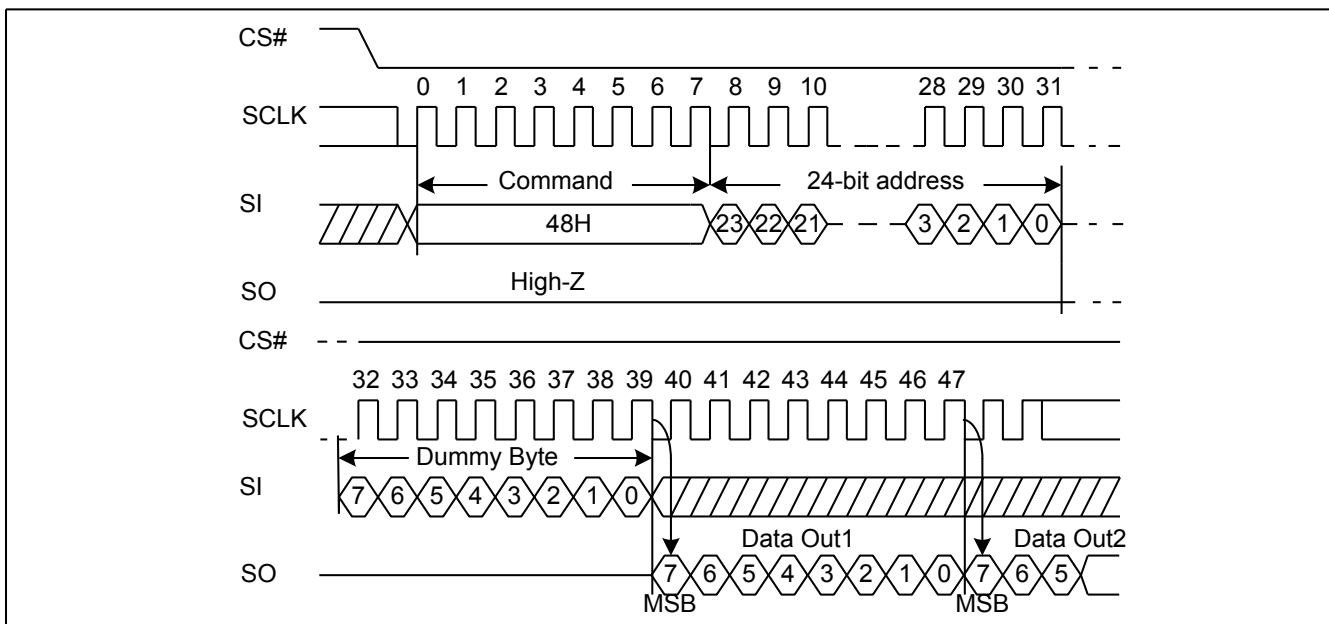 CS#
0 1 2 3 4 5 6 7 8 9 10 28 29 30 31
SCLK
Command 24-bit address
SI
48H 23 22 21 3 2 1 0
High-Z
SO
CS#
32 33 34 35 36 37 38 39 40 41 42 43 44 45 46 47
SCLK
Dummy Byte
SI
7 6 5 4 3 2 1 0
Data Out1 Data Out2
SO
7 6 5 4 3 2 1 0 7 6 5
MSB MSB